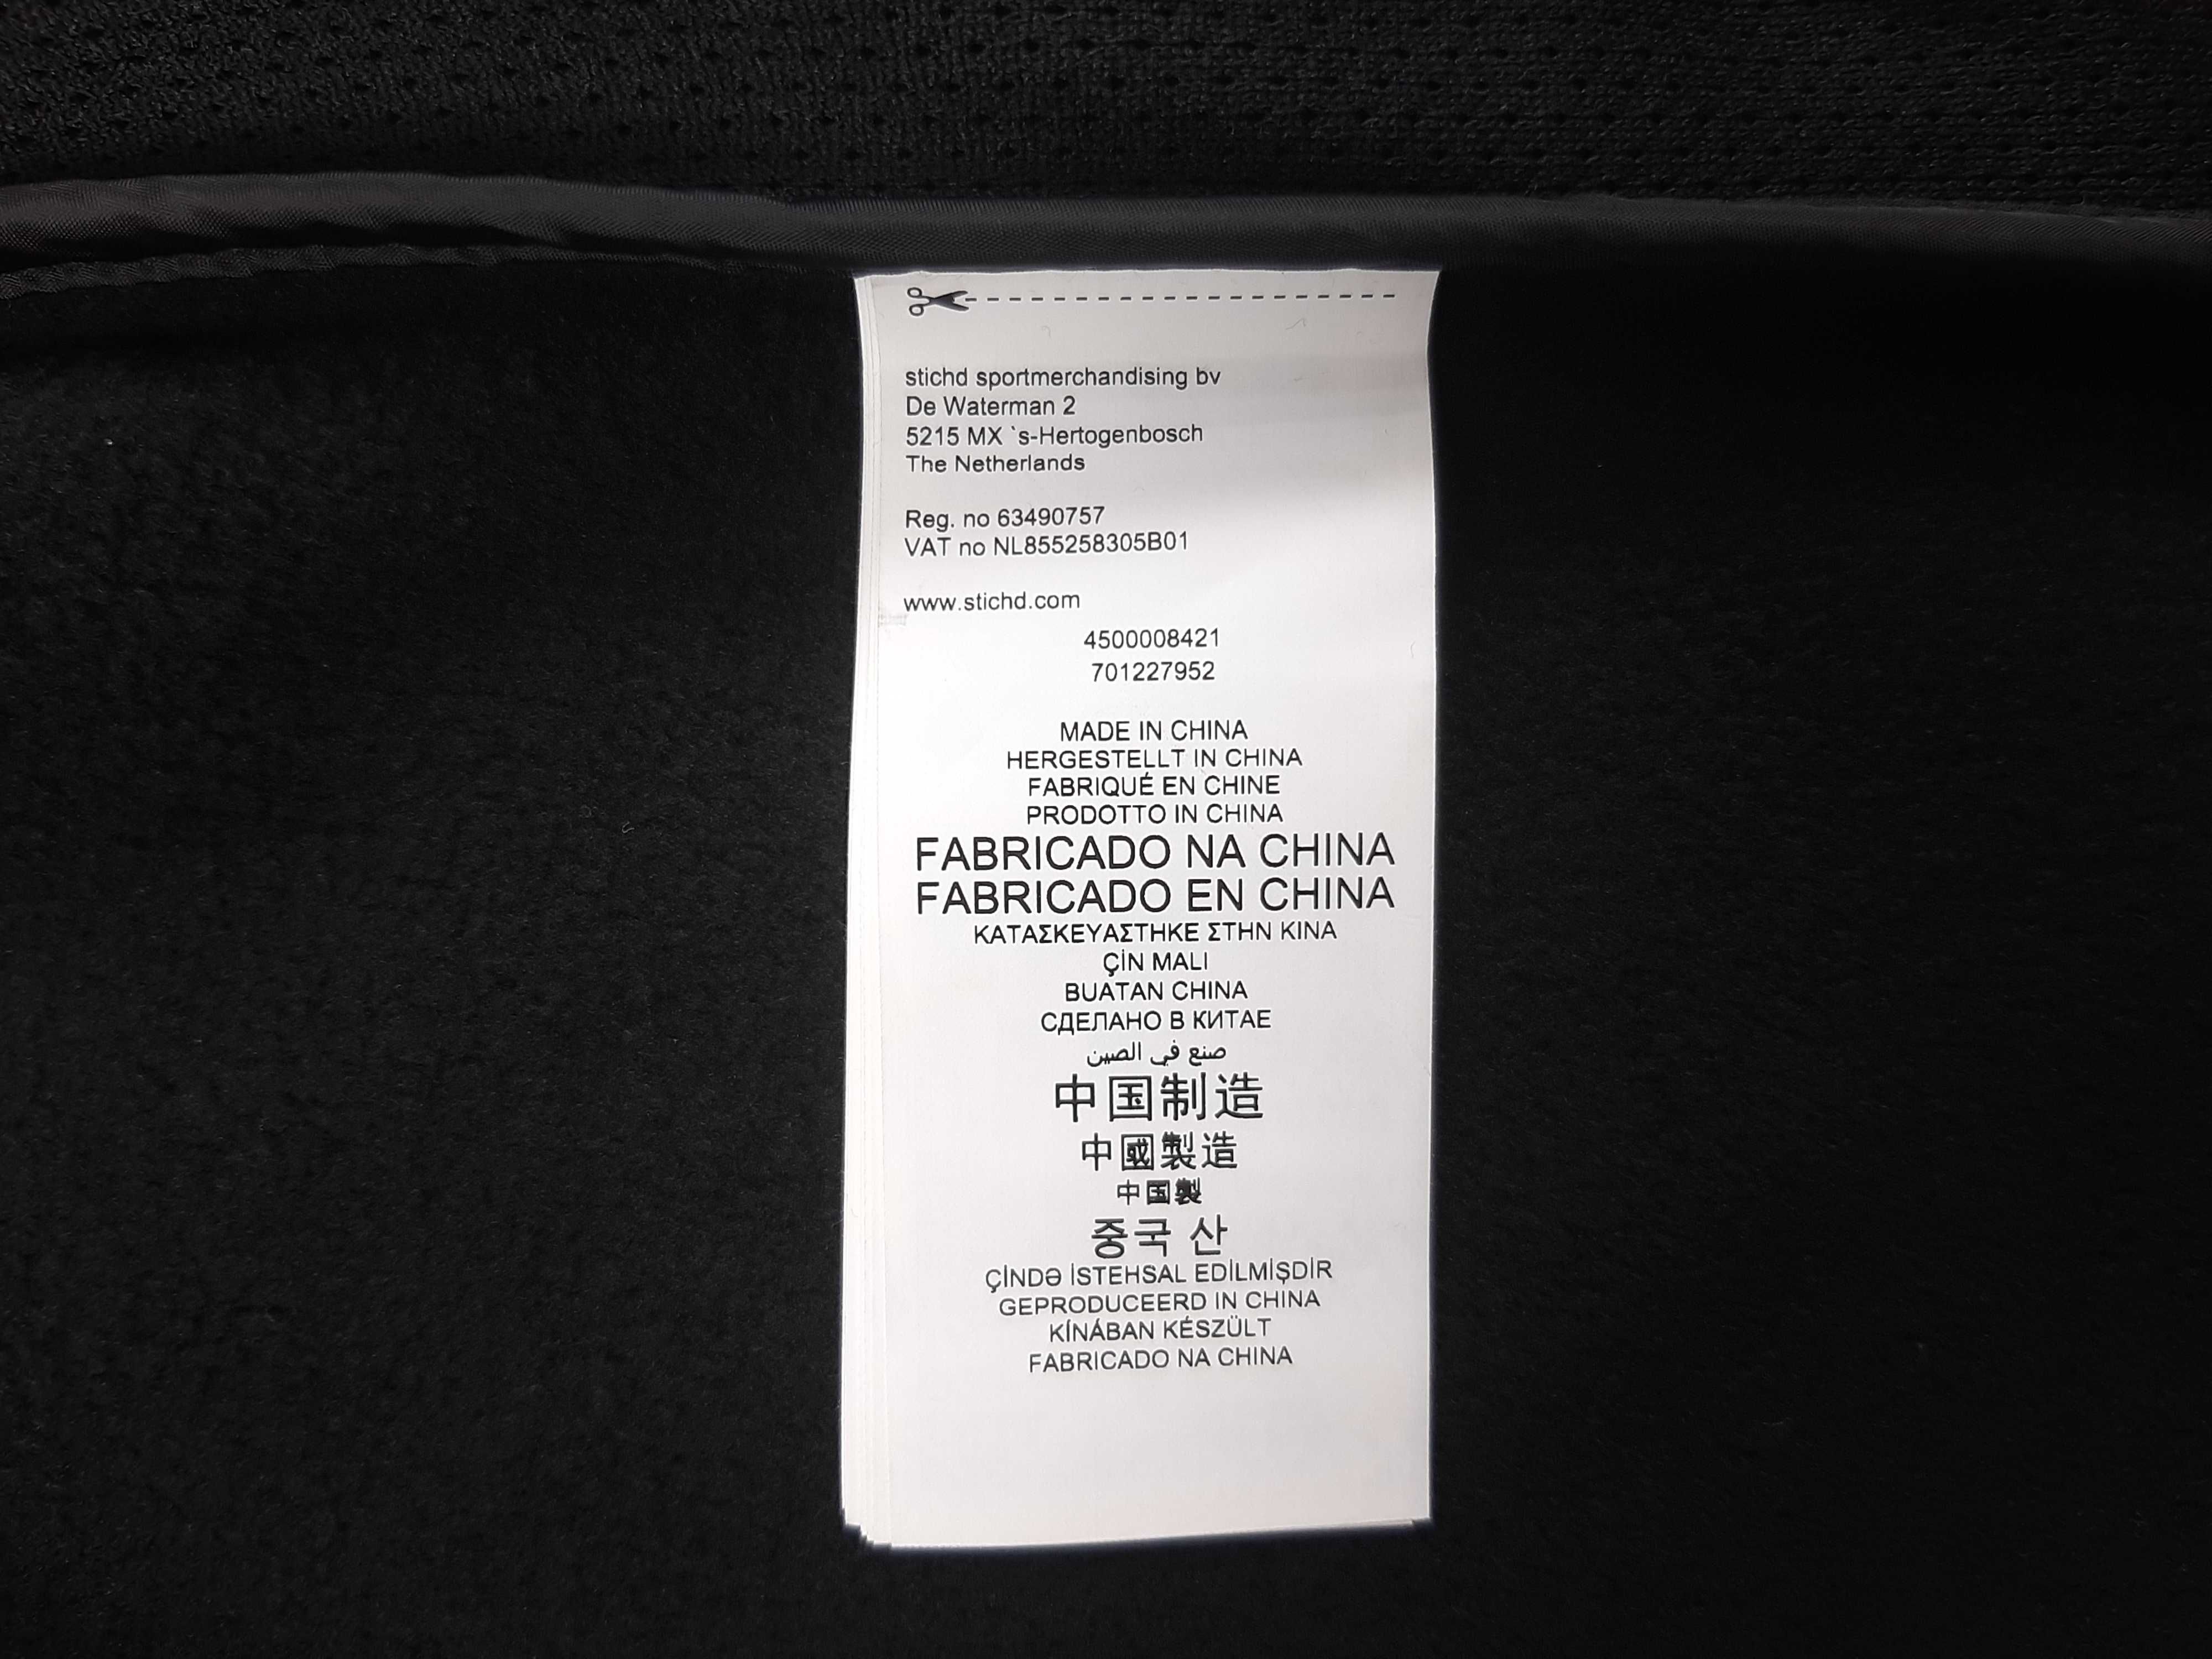 stichd sportmerchandising bv
De Waterman 2
5215 MX `s-Hertogenbosch
The Netherlands
Reg. no 63490757
VAT no NL855258305B01
www.stichd.com
4500008421
701227952
MADE IN CHINA
HERGESTELLT IN CHINA
FABRIQUÉ EN CHINE
PRODOTTO IN CHINA
FABRICADO NA CHINA
FABRICADO EN CHINA
ΚΑΤΑΣΚΕΥΑΣΤΗΚΕ ΣΤΗΝ ΚΙΝΑ
ÇİN MALI
BUATAN CHINA
СДЕЛАНО В КИТАЕ
صنع في الصين
中国制造
中國製造
中国製
중국 산
ÇİNDƏ İSTEHSAL EDİLMİŞDİR
GEPRODUCEERD IN CHINA
KÍNÁBAN KÉSZÜLT
FABRICADO NA CHINA